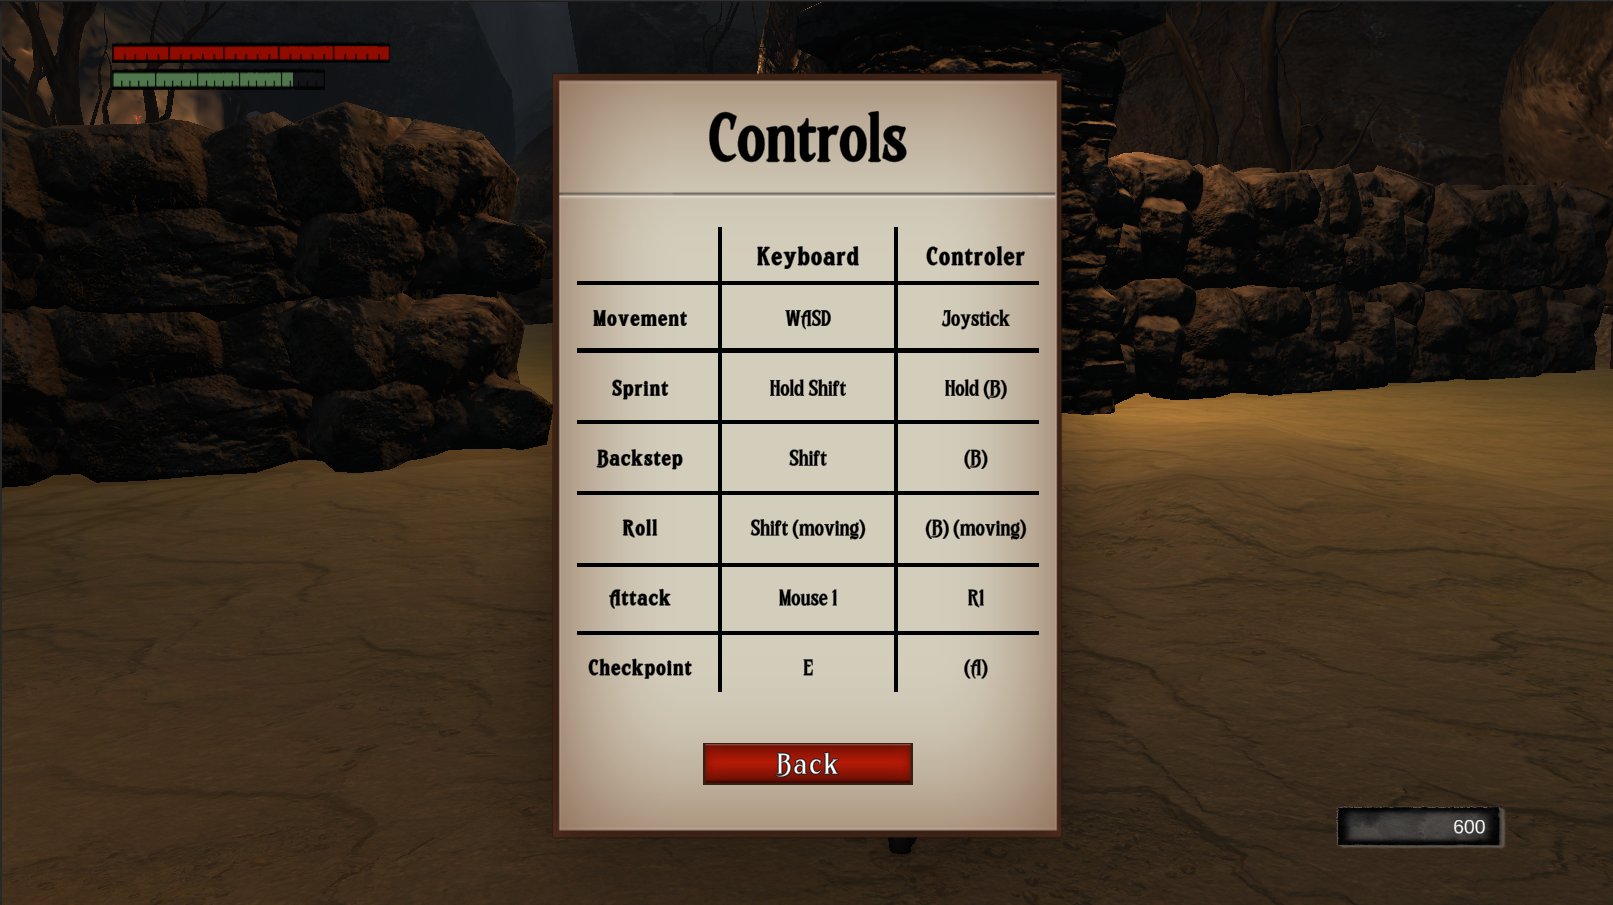 Controls
Keyboard Controler
Movement WASD Joystick
Sprint Hold Shift Hold (B)
Backstep Shift (B)
Roll Shift (moving) (B) (moving)
Attack Mouse 1 R1
Checkpoint E (A)
Back
600